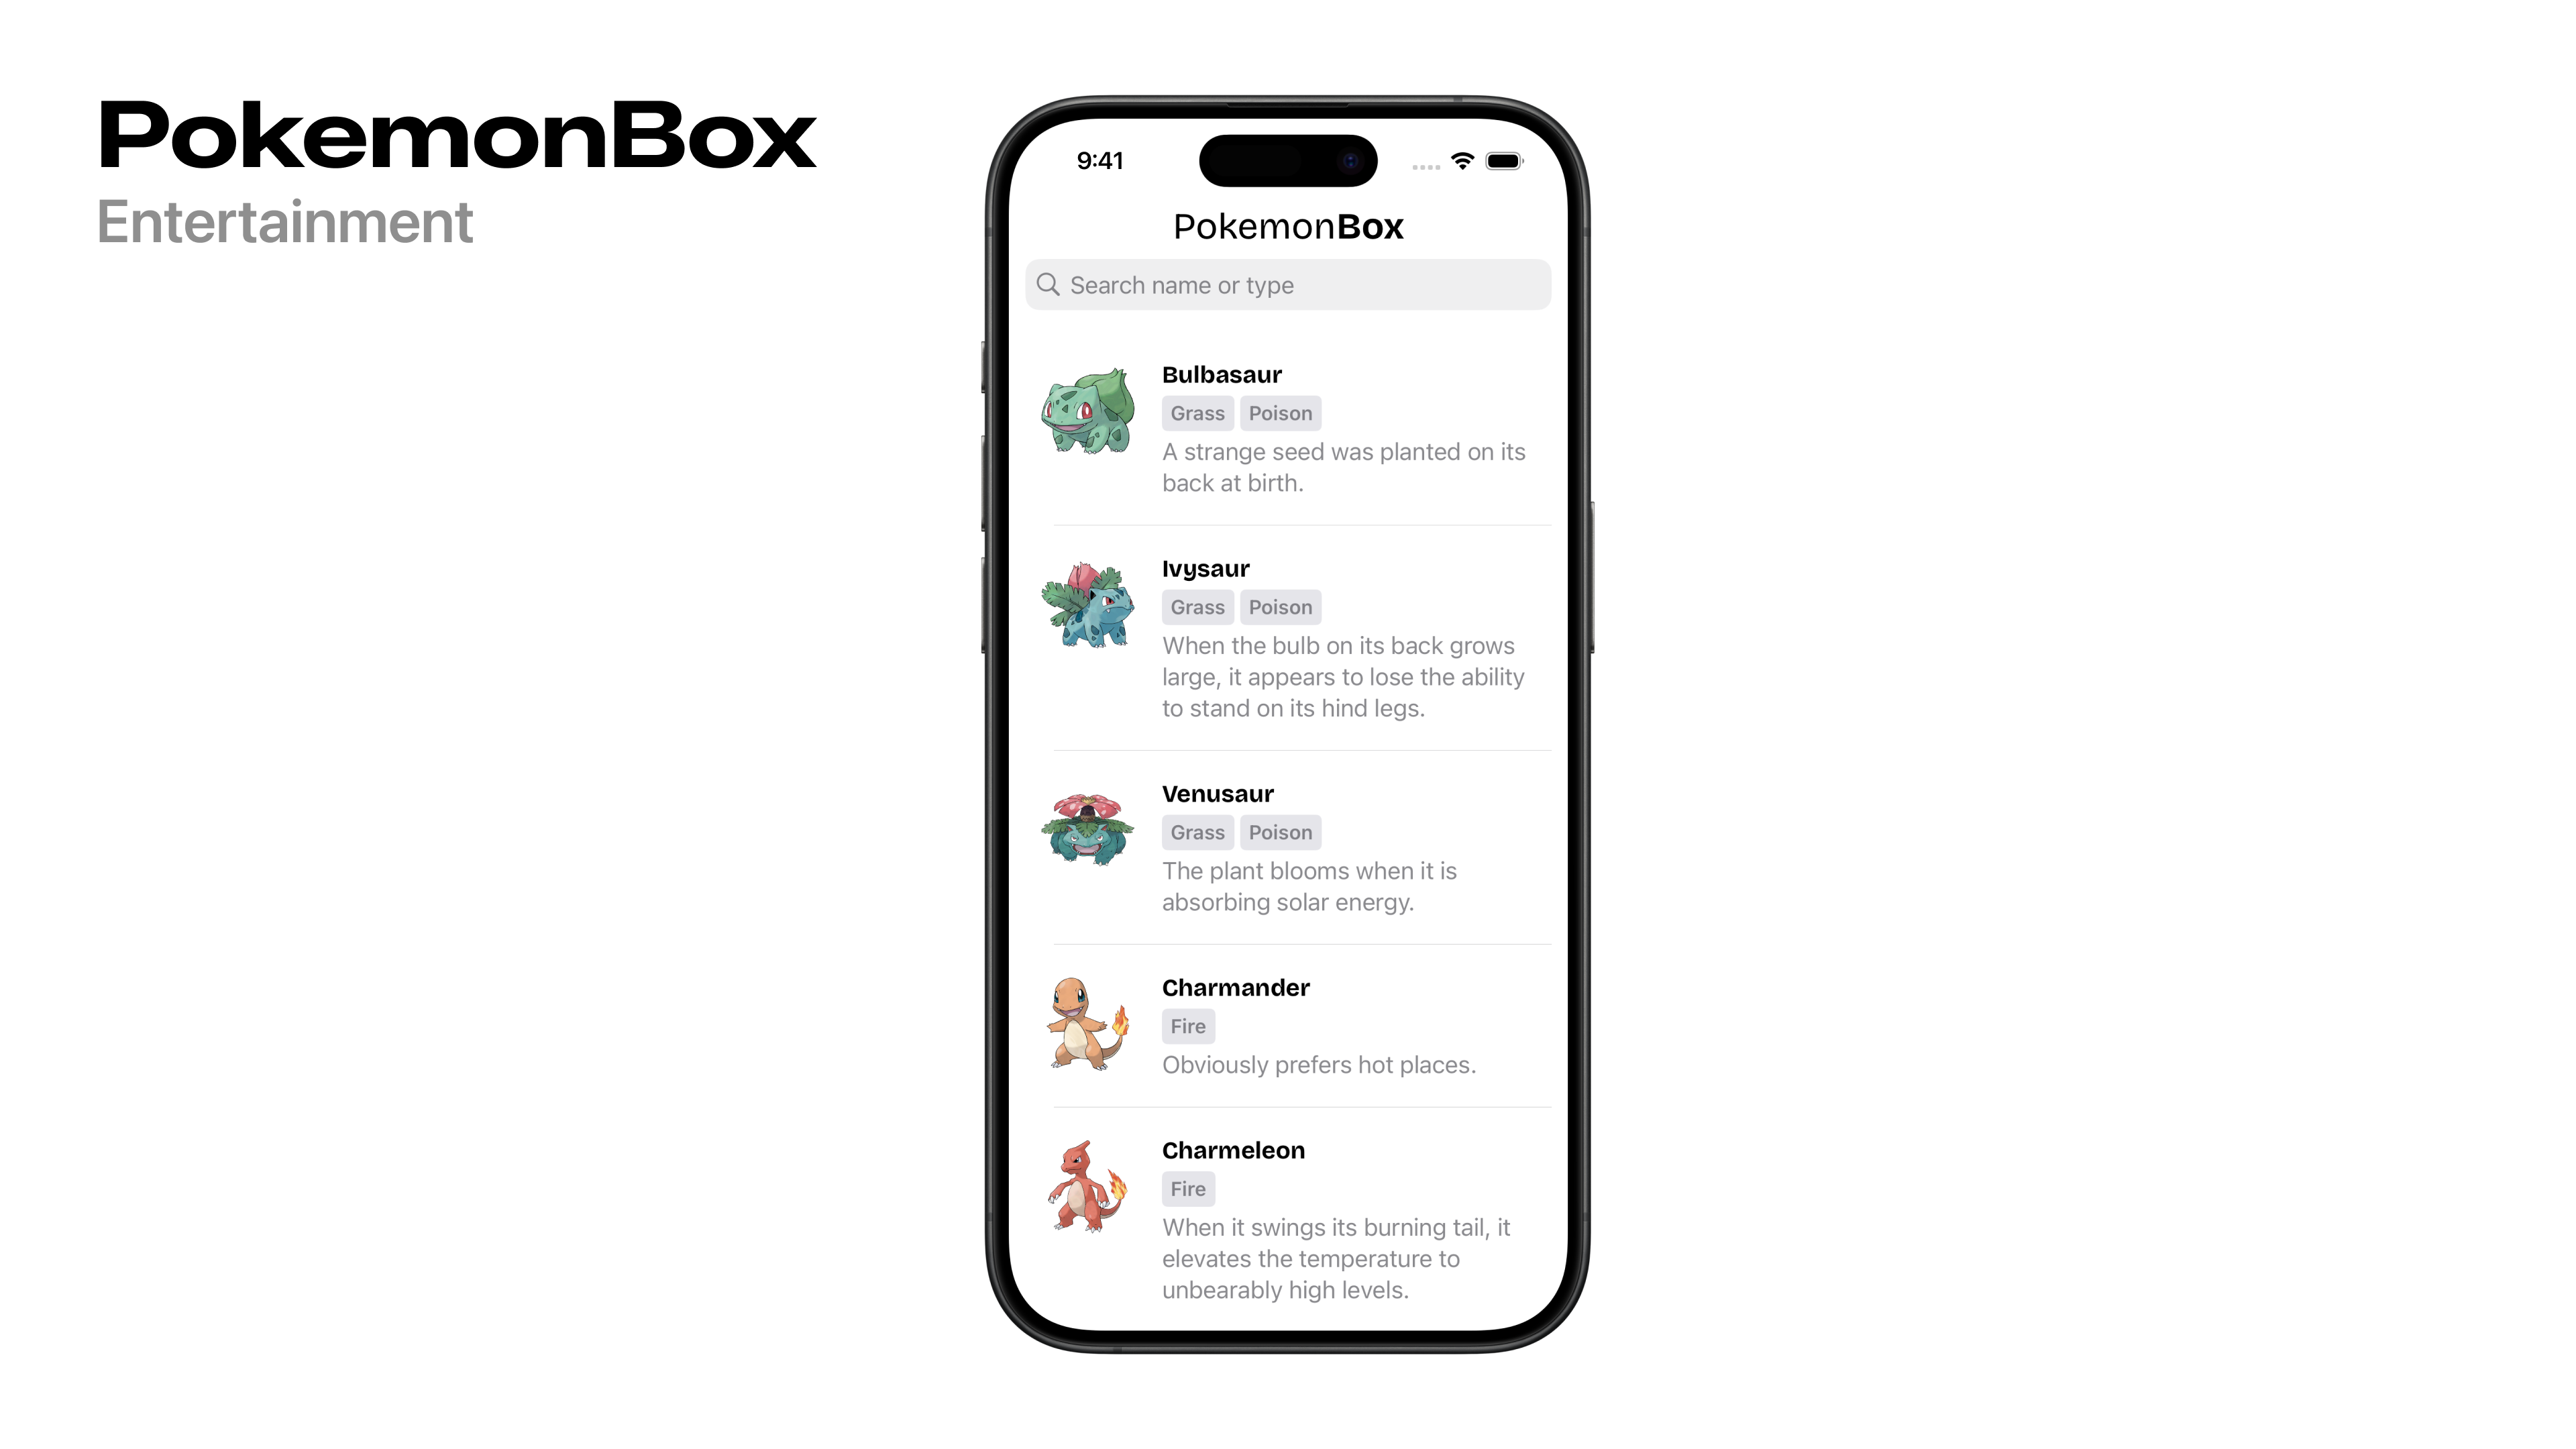 PokemonBox
Entertainment
9:41
PokemonBox
Search name or type
Bulbasaur
Grass Poison
A strange seed was planted on its
back at birth.
Ivysaur
Grass Poison
When the bulb on its back grows
large, it appears to lose the ability
to stand on its hind legs.
Venusaur
Grass Poison
The plant blooms when it is
absorbing solar energy.
Charmander
Fire
Obviously prefers hot places.
Charmeleon
Fire
When it swings its burning tail, it
elevates the temperature to
unbearably high levels.